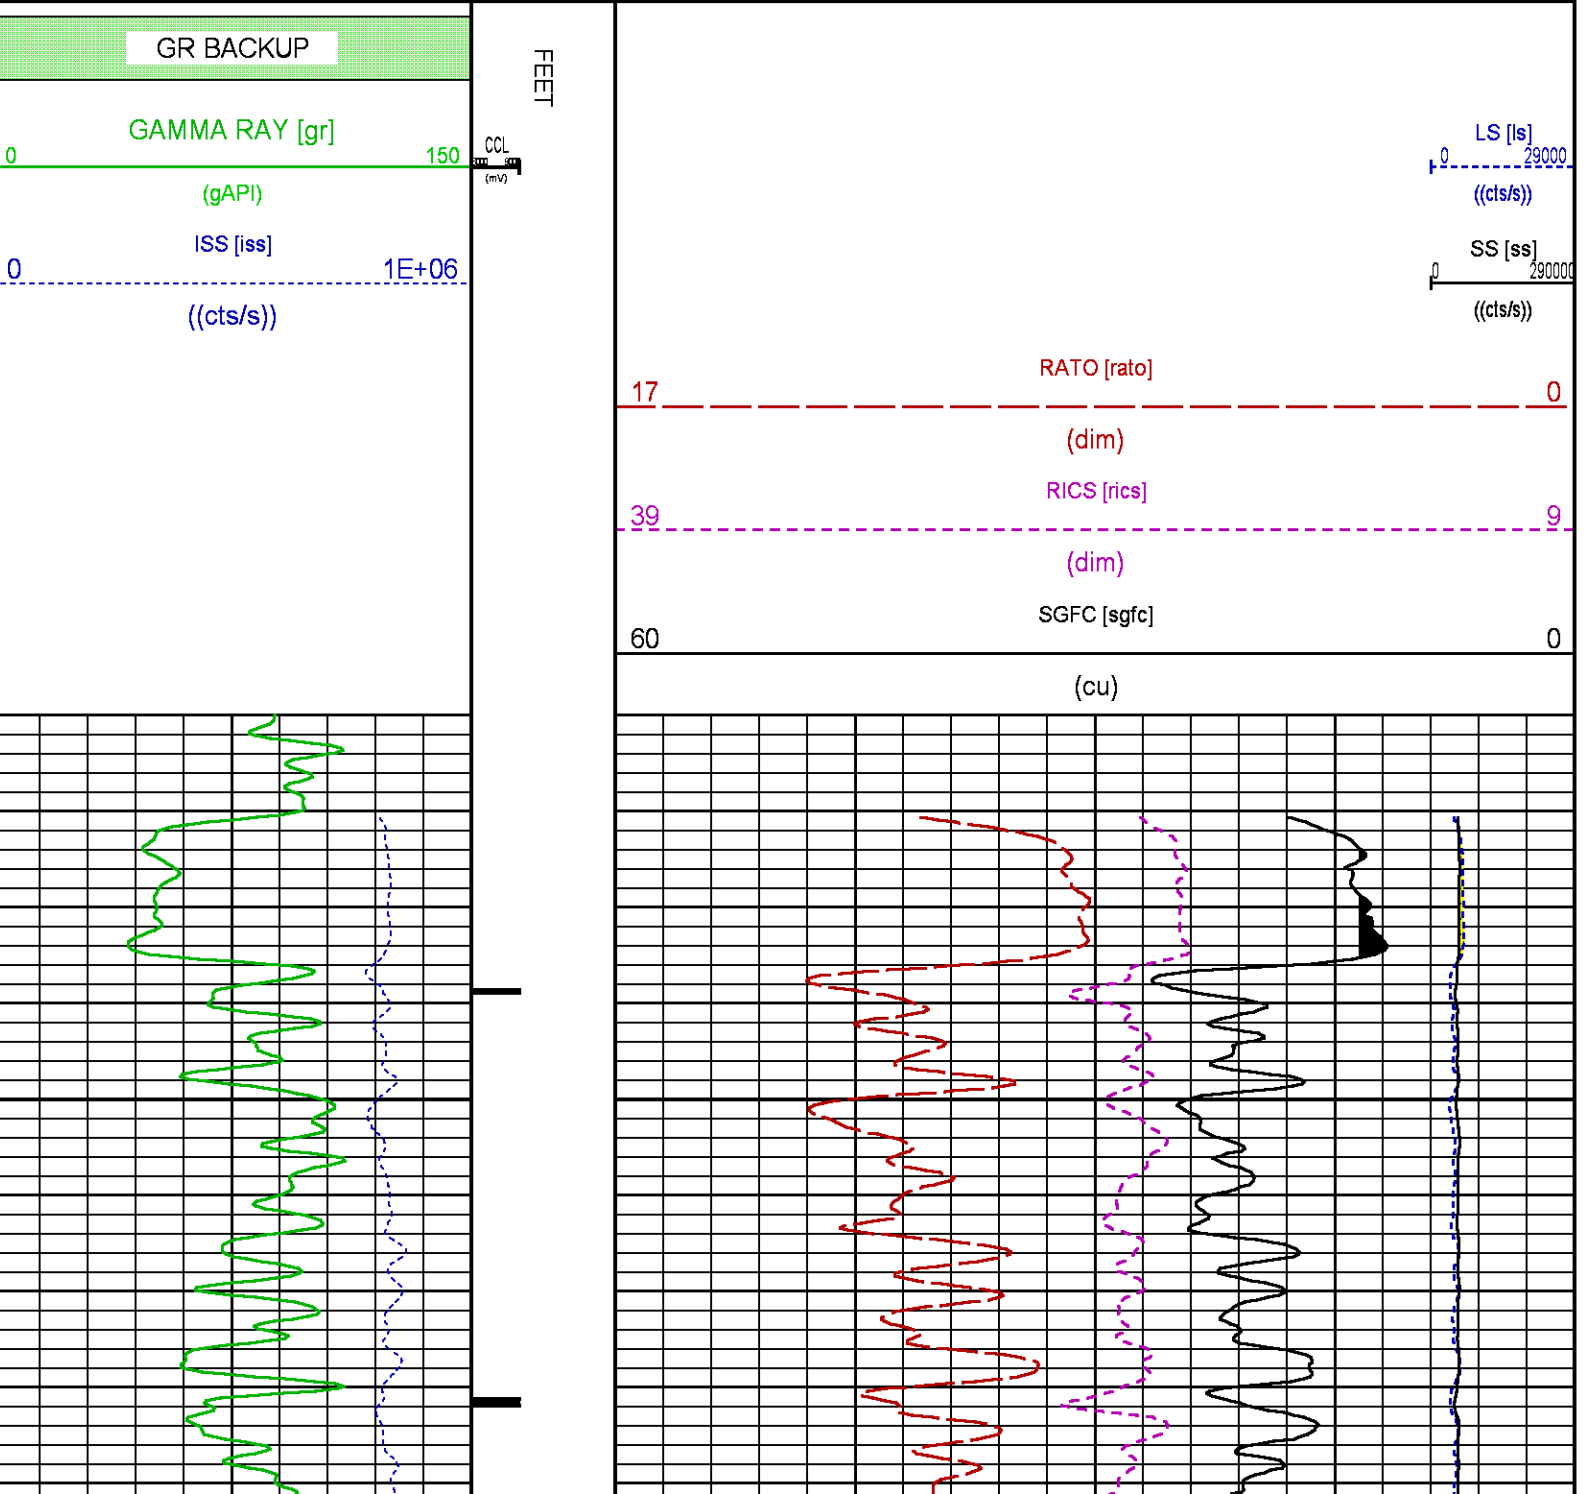 GR BACKUP
GAMMA RAY [gr]
0 150
(gAPI)
ISS [iss]
0 1E+06
((cts/s))
FEET
CCL
(mV)
LS [ls]
0 29000
((cts/s))
SS [ss]
0 290000
((cts/s))
RATO [rato]
17 0
(dim)
RICS [rics]
39 9
(dim)
SGFC [sgfc]
60 0
(cu)